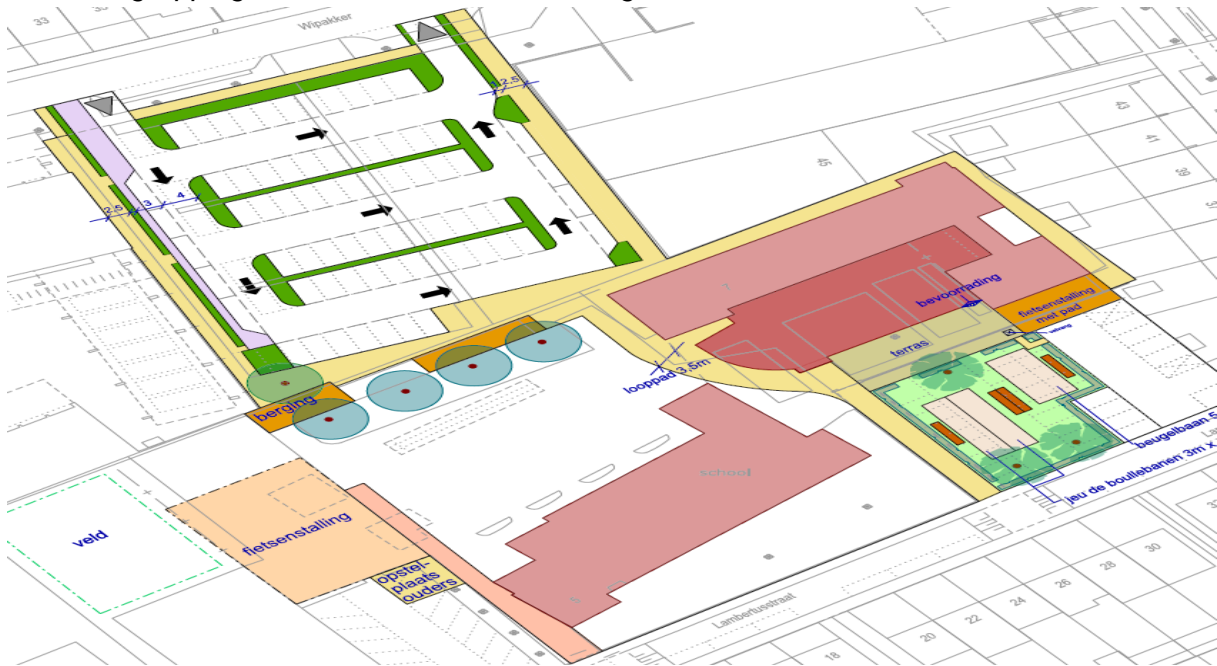 33
Wipakker
1 2,5
43
41
39
45
2,5
3
4
bevoorrading
fietsenstalling
met pad
terras
looppad 3,5m
berging
beugelbaan 5
jeu de boullebanen 3m x
school
veld
fietsenstalling
opstel-
plaats
ouders
Lambertusstraat
30
28
26
24
22
20
18